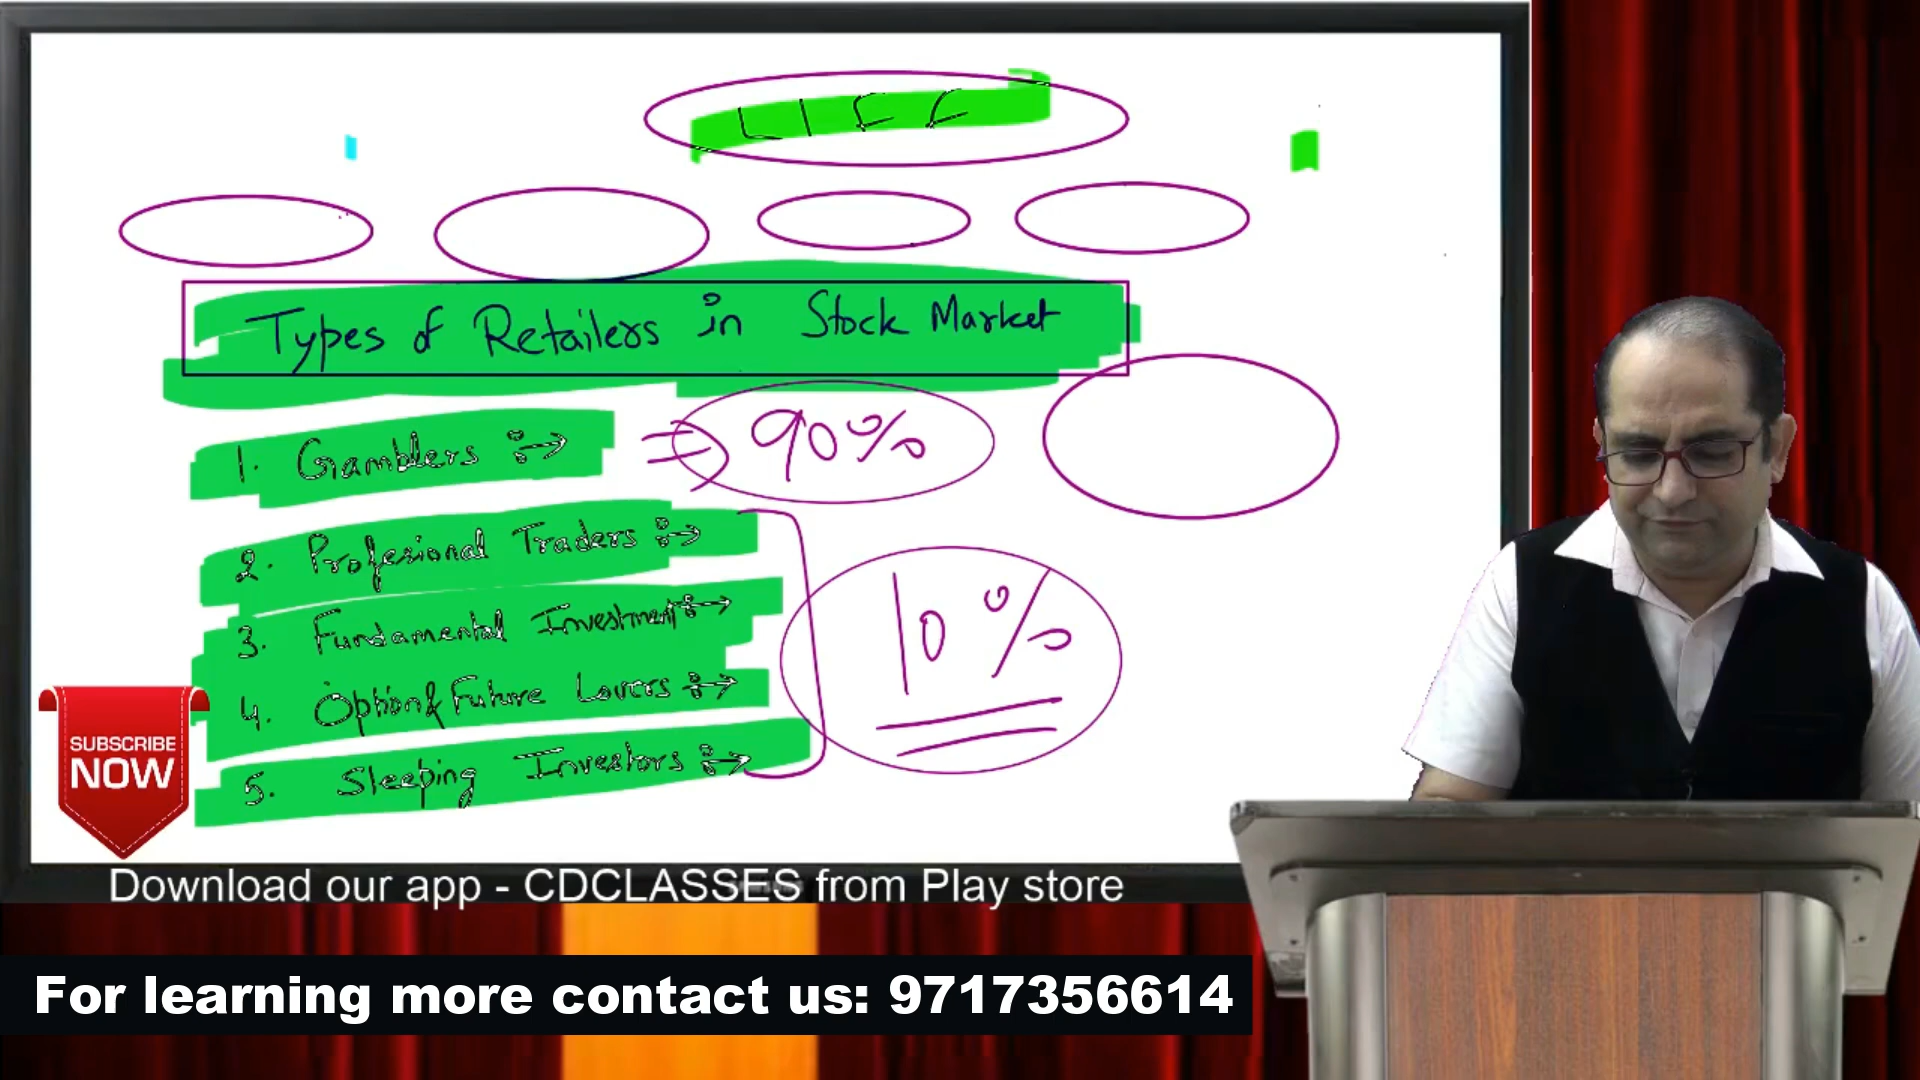 LIFE
Types of Retailers in Stock Market
1. Gamblers :→ ⇒ 90%
2. Profesional Traders :→
3. Fundamental Investment :→
10%
4. Option & Future Lovers :→
5. Sleeping Investors :→
SUBSCRIBE
NOW
Download our app - CDCLASSES from Play store
For learning more contact us: 9717356614